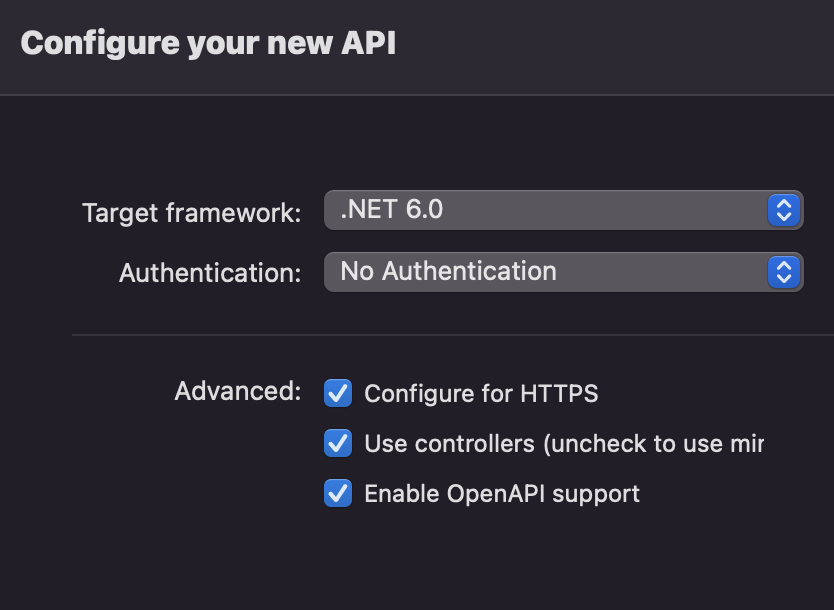 Configure your new API
Target framework: .NET 6.0
Authentication: No Authentication
Advanced: Configure for HTTPS
Use controllers (uncheck to use mir
Enable OpenAPI support